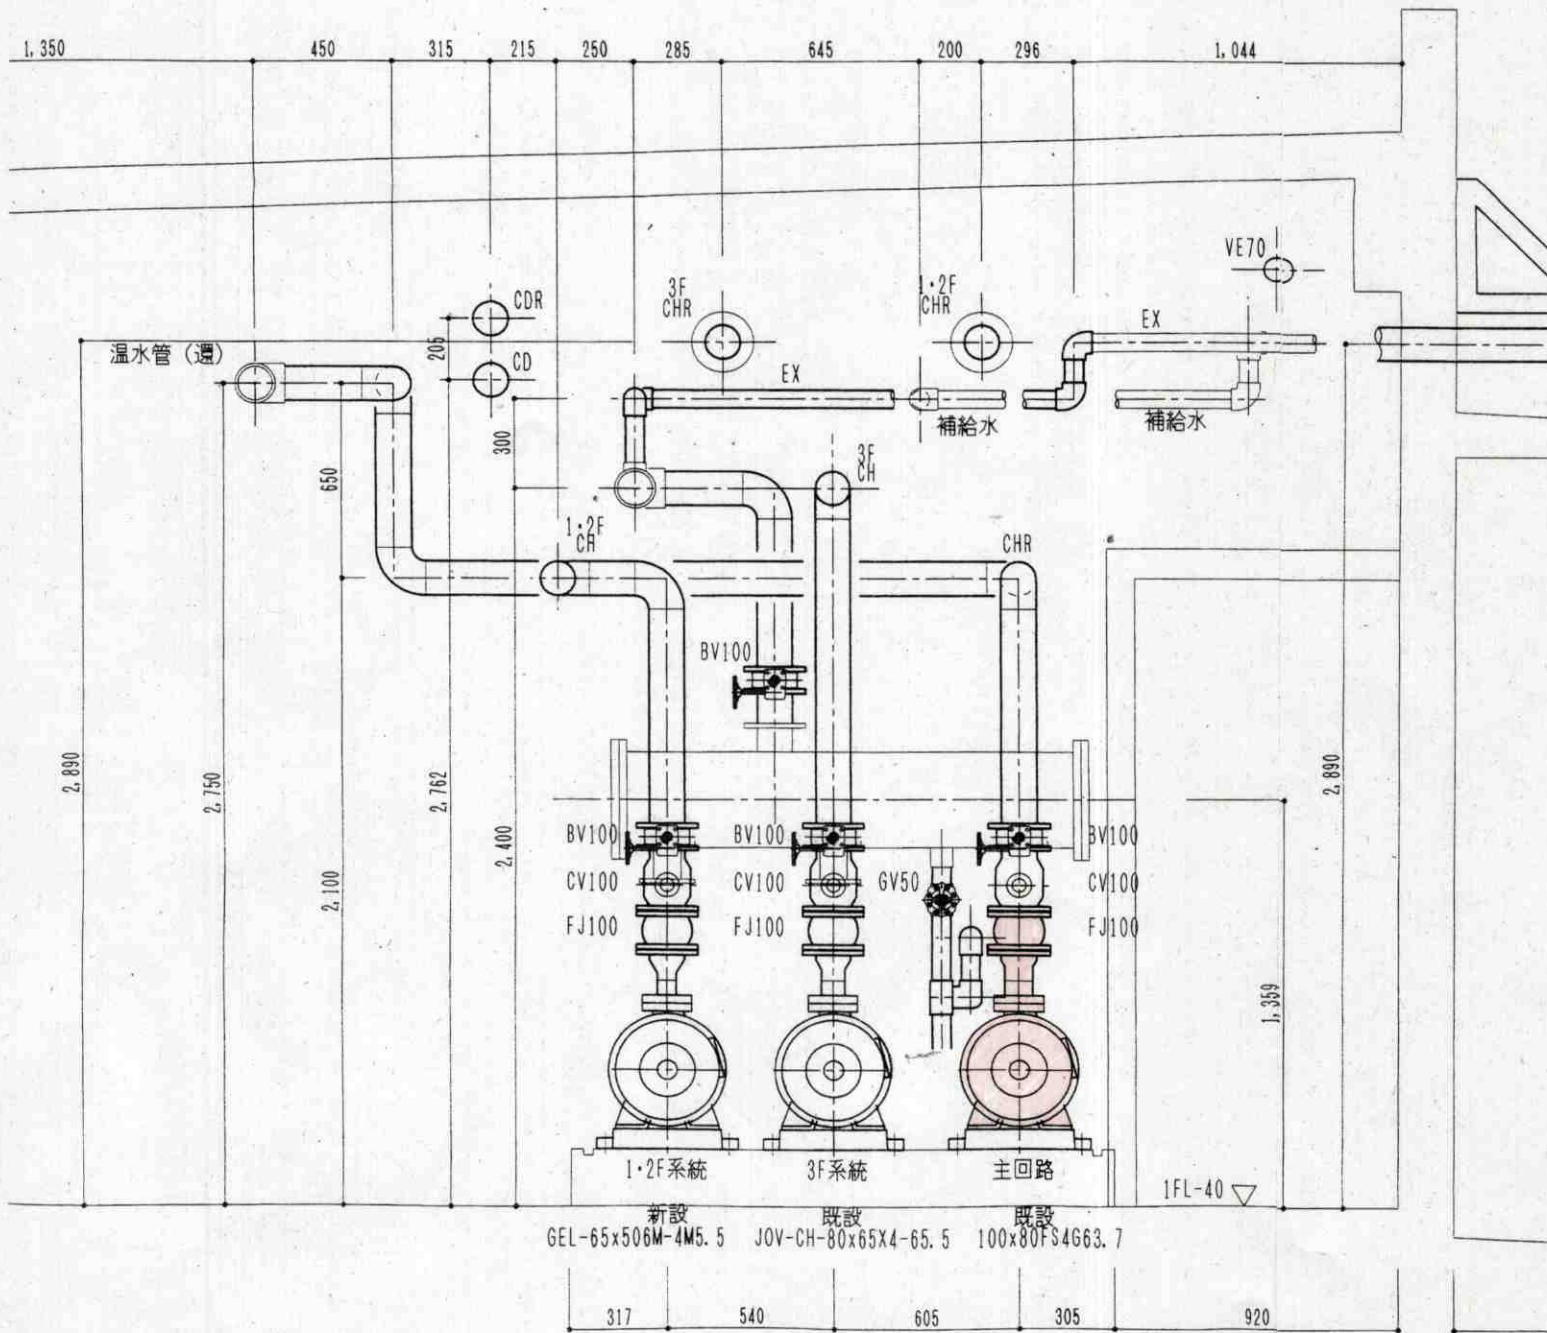 1,350 450 315 215 250 285 645 200 296 1,044
VE70
3F
CHR
1・2F
CHR
CDR
EX
温水管 (還)
205
CD
EX
補給水
補給水
300
3F
CH
650
1・2F
CH
CHR
BV100
2,890
2,750
2,762
2,890
2,400
BV100
BV100
BV100
2,100
CV100
CV100
GV50
CV100
FJ100
FJ100
FJ100
1,359
1・2F系統
3F系統
主回路
1FL-40
新設
既設
既設
GEL-65x506M-4M5.5
JOV-CH-80x65X4-65.5
100x80FS4G63.7
317 540 605 305 920